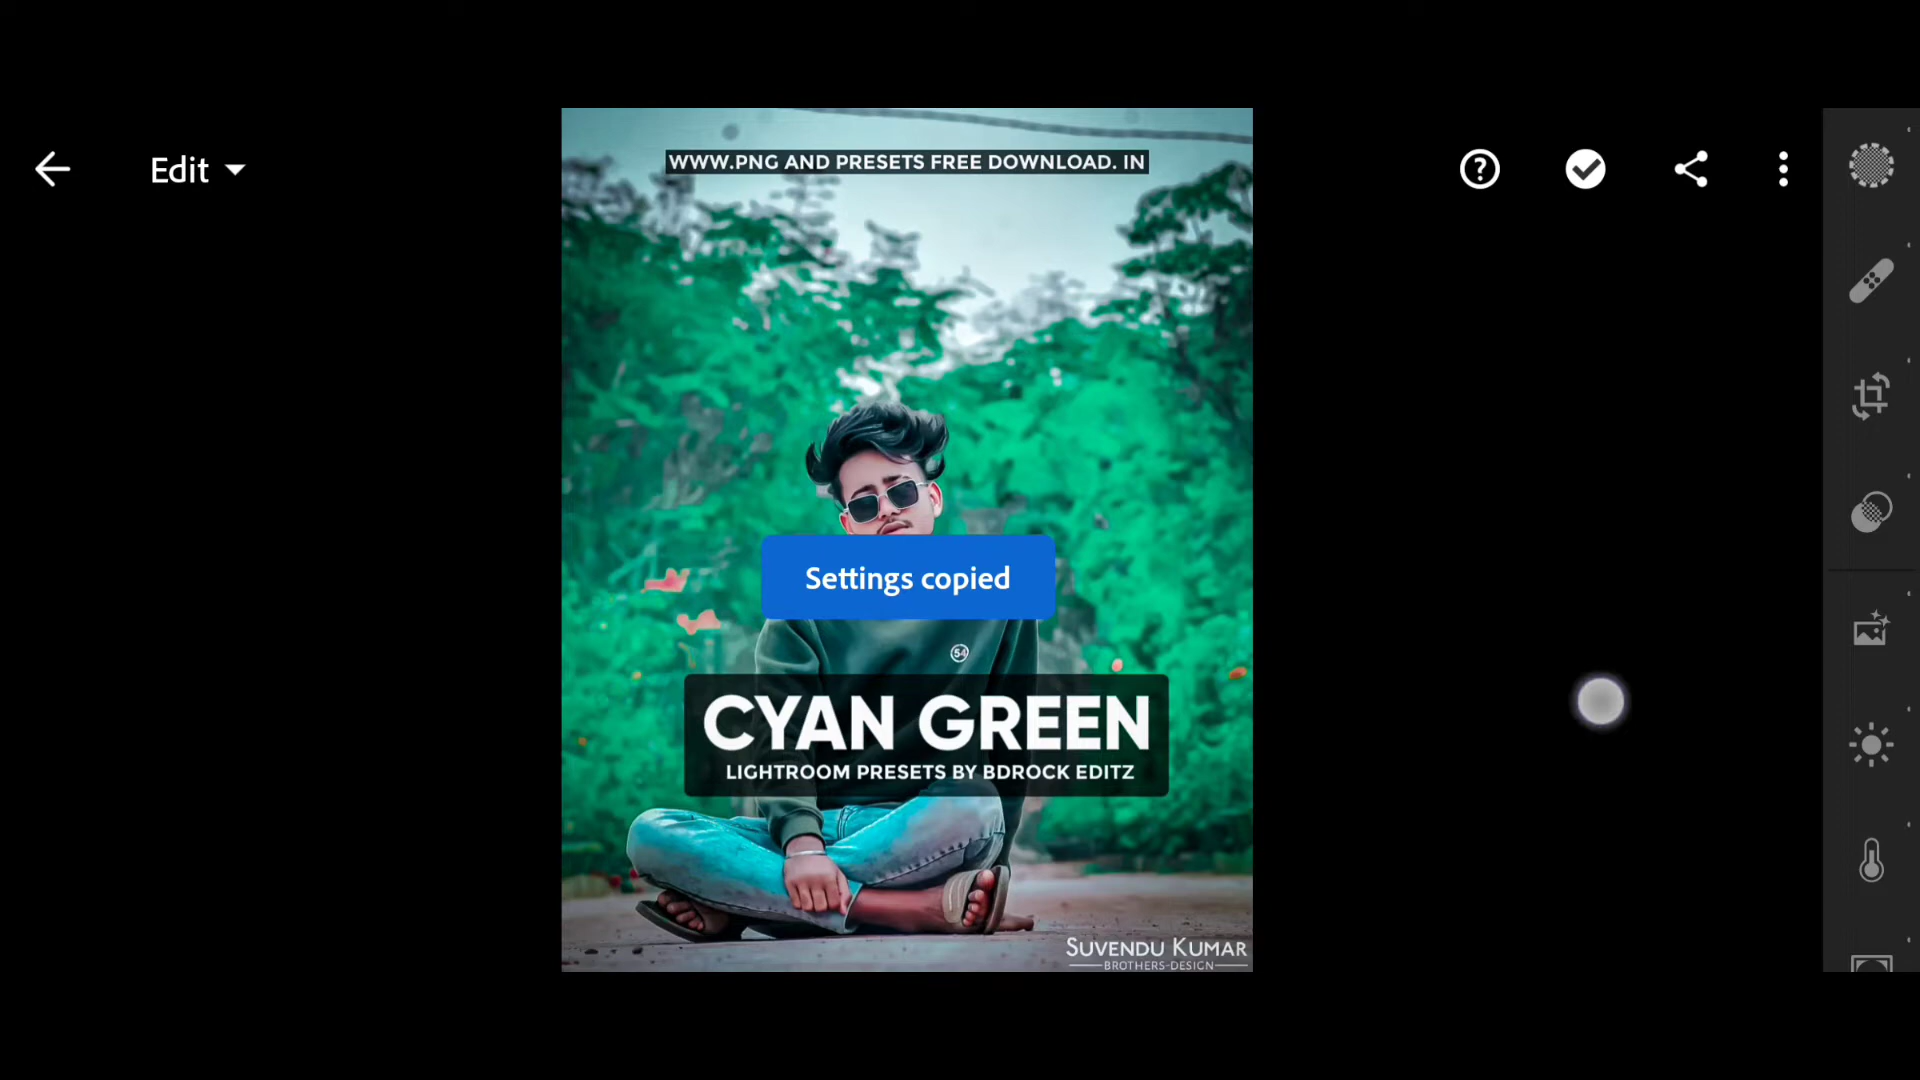 Edit
WWW.PNG AND PRESETS FREE DOWNLOAD. IN
Settings copied
54
CYAN GREEN
LIGHTROOM PRESETS BY BDROCK EDITZ
SUVENDU KUMAR
BROTHERS-DESIGN